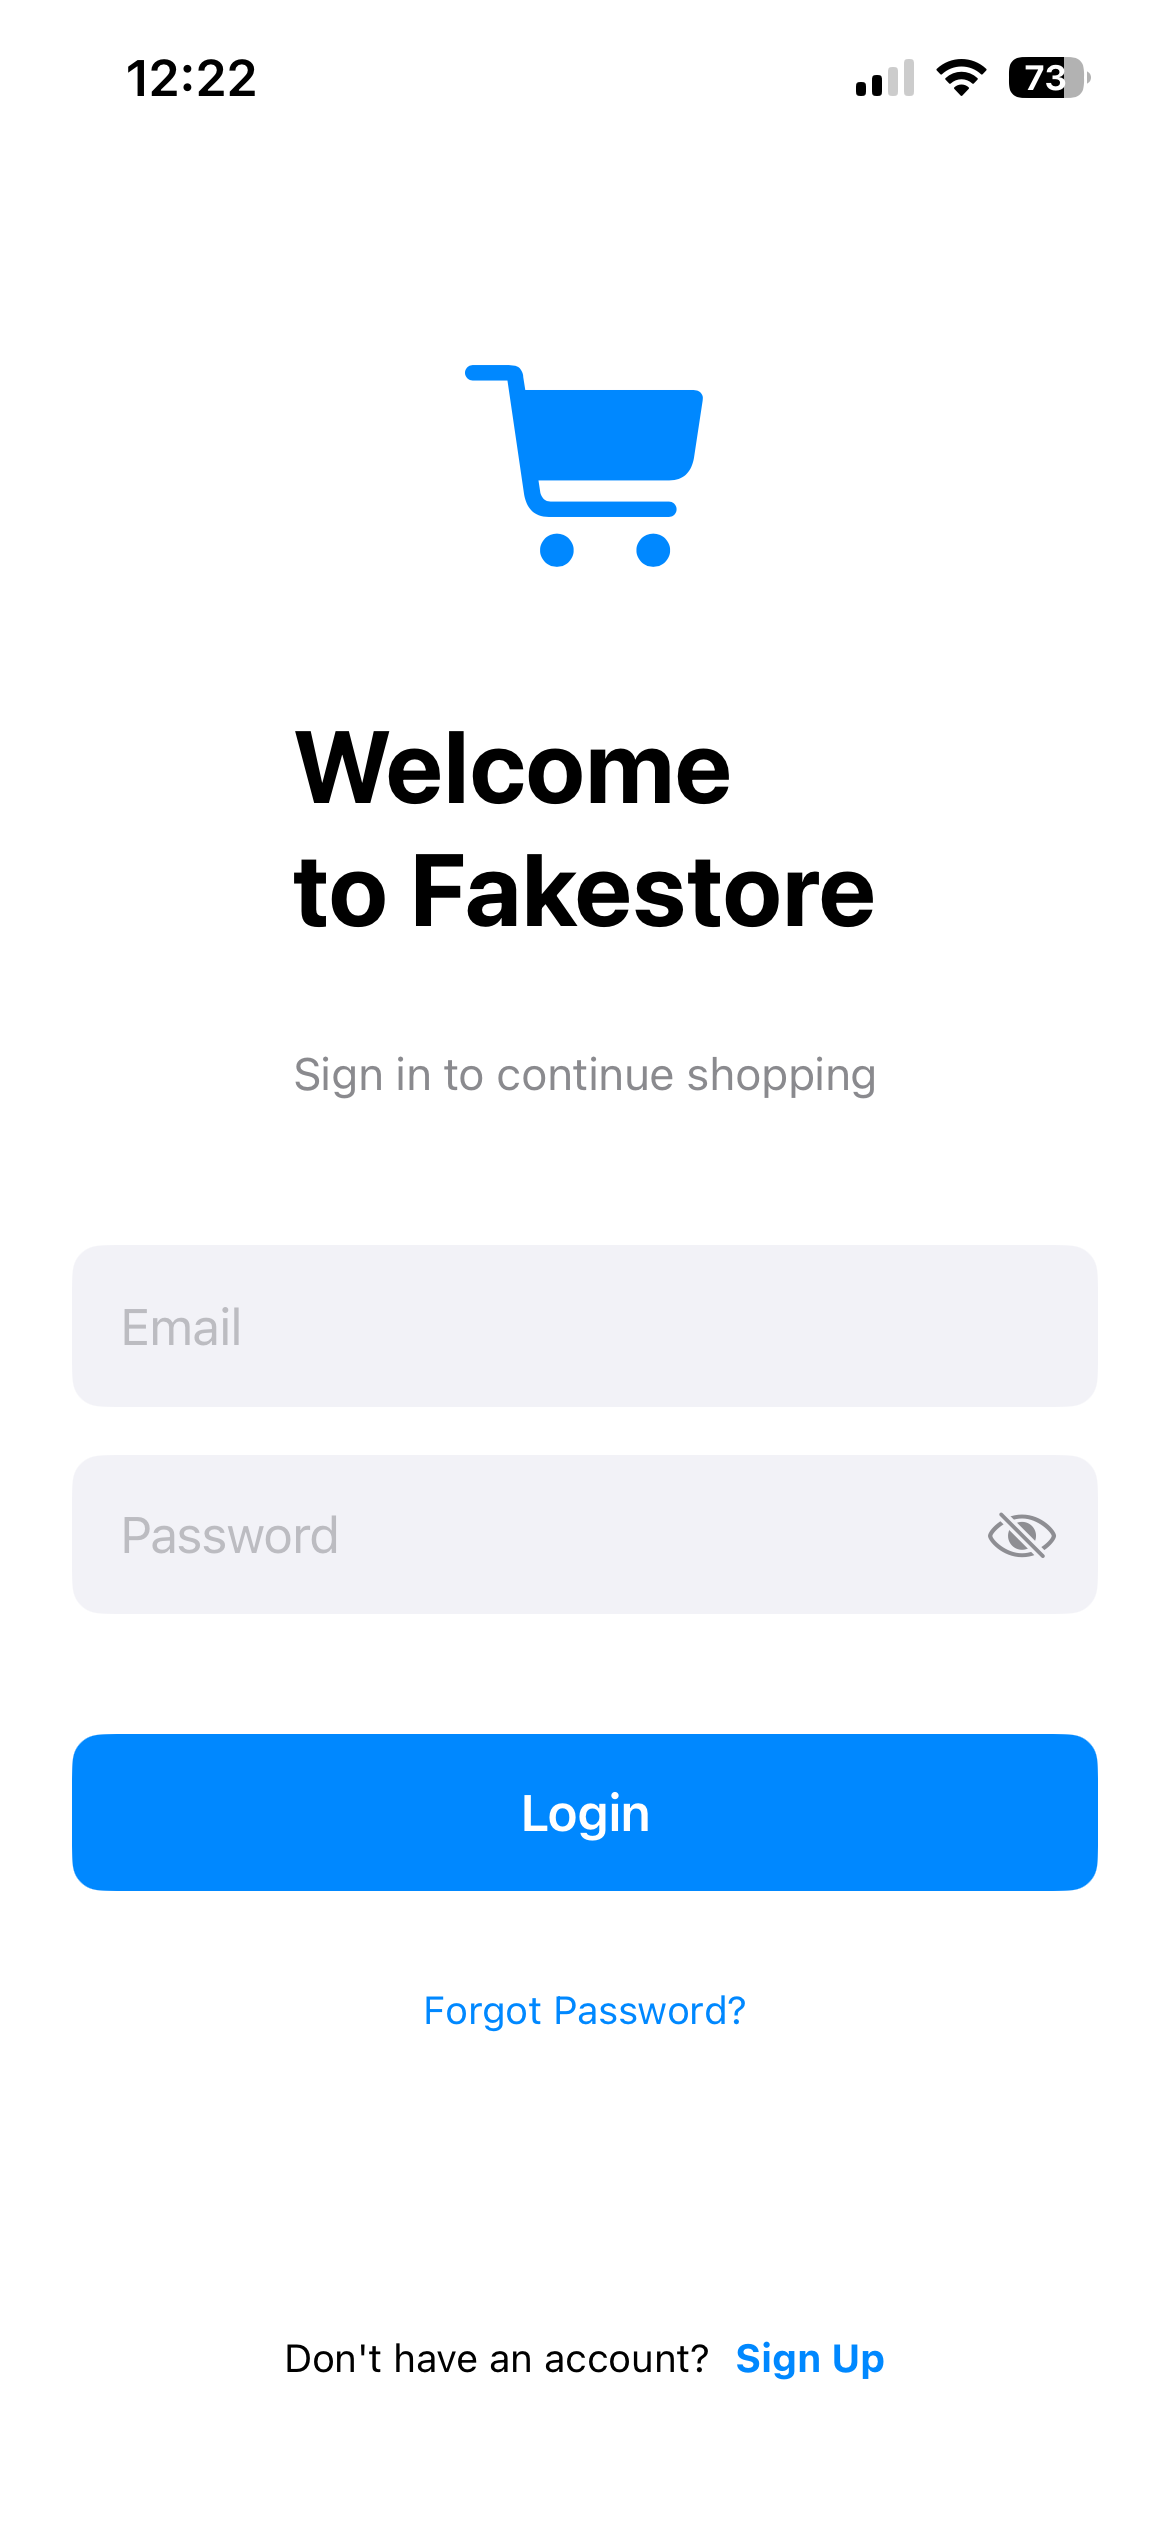 12:22
73
Welcome
to Fakestore
Sign in to continue shopping
Email
Password
Login
Forgot Password?
Don't have an account? Sign Up